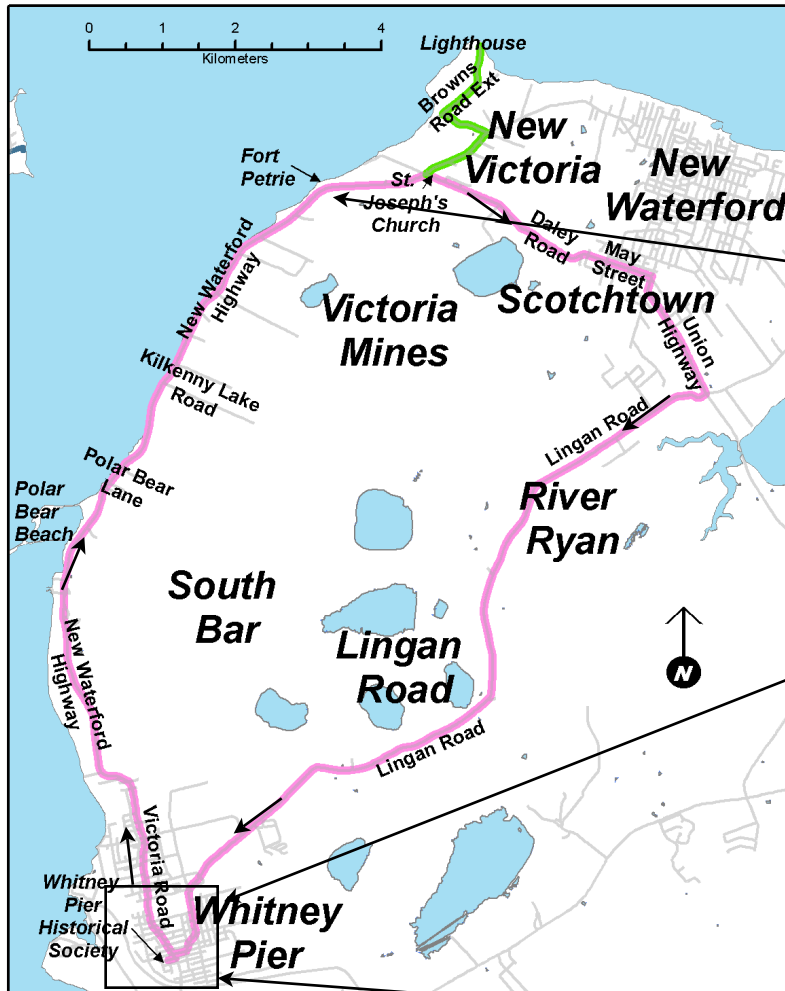 0 1 2 4
Kilometers
Lighthouse
Browns
Road Ext
New
Victoria
New
Waterford
Fort
Petrie
St.
Joseph's
Church
Daley
Road
May
Street
Scotchtown
Union
Highway
New Waterford
Highway
Victoria
Mines
Kilkenny Lake
Road
Lingan Road
Polar Bear
Lane
Polar
Bear
Beach
River
Ryan
South
Bar
Lingan
Road
New Waterford
Highway
N
Lingan Road
Victoria Road
Whitney
Pier
Historical
Society
Whitney
Pier